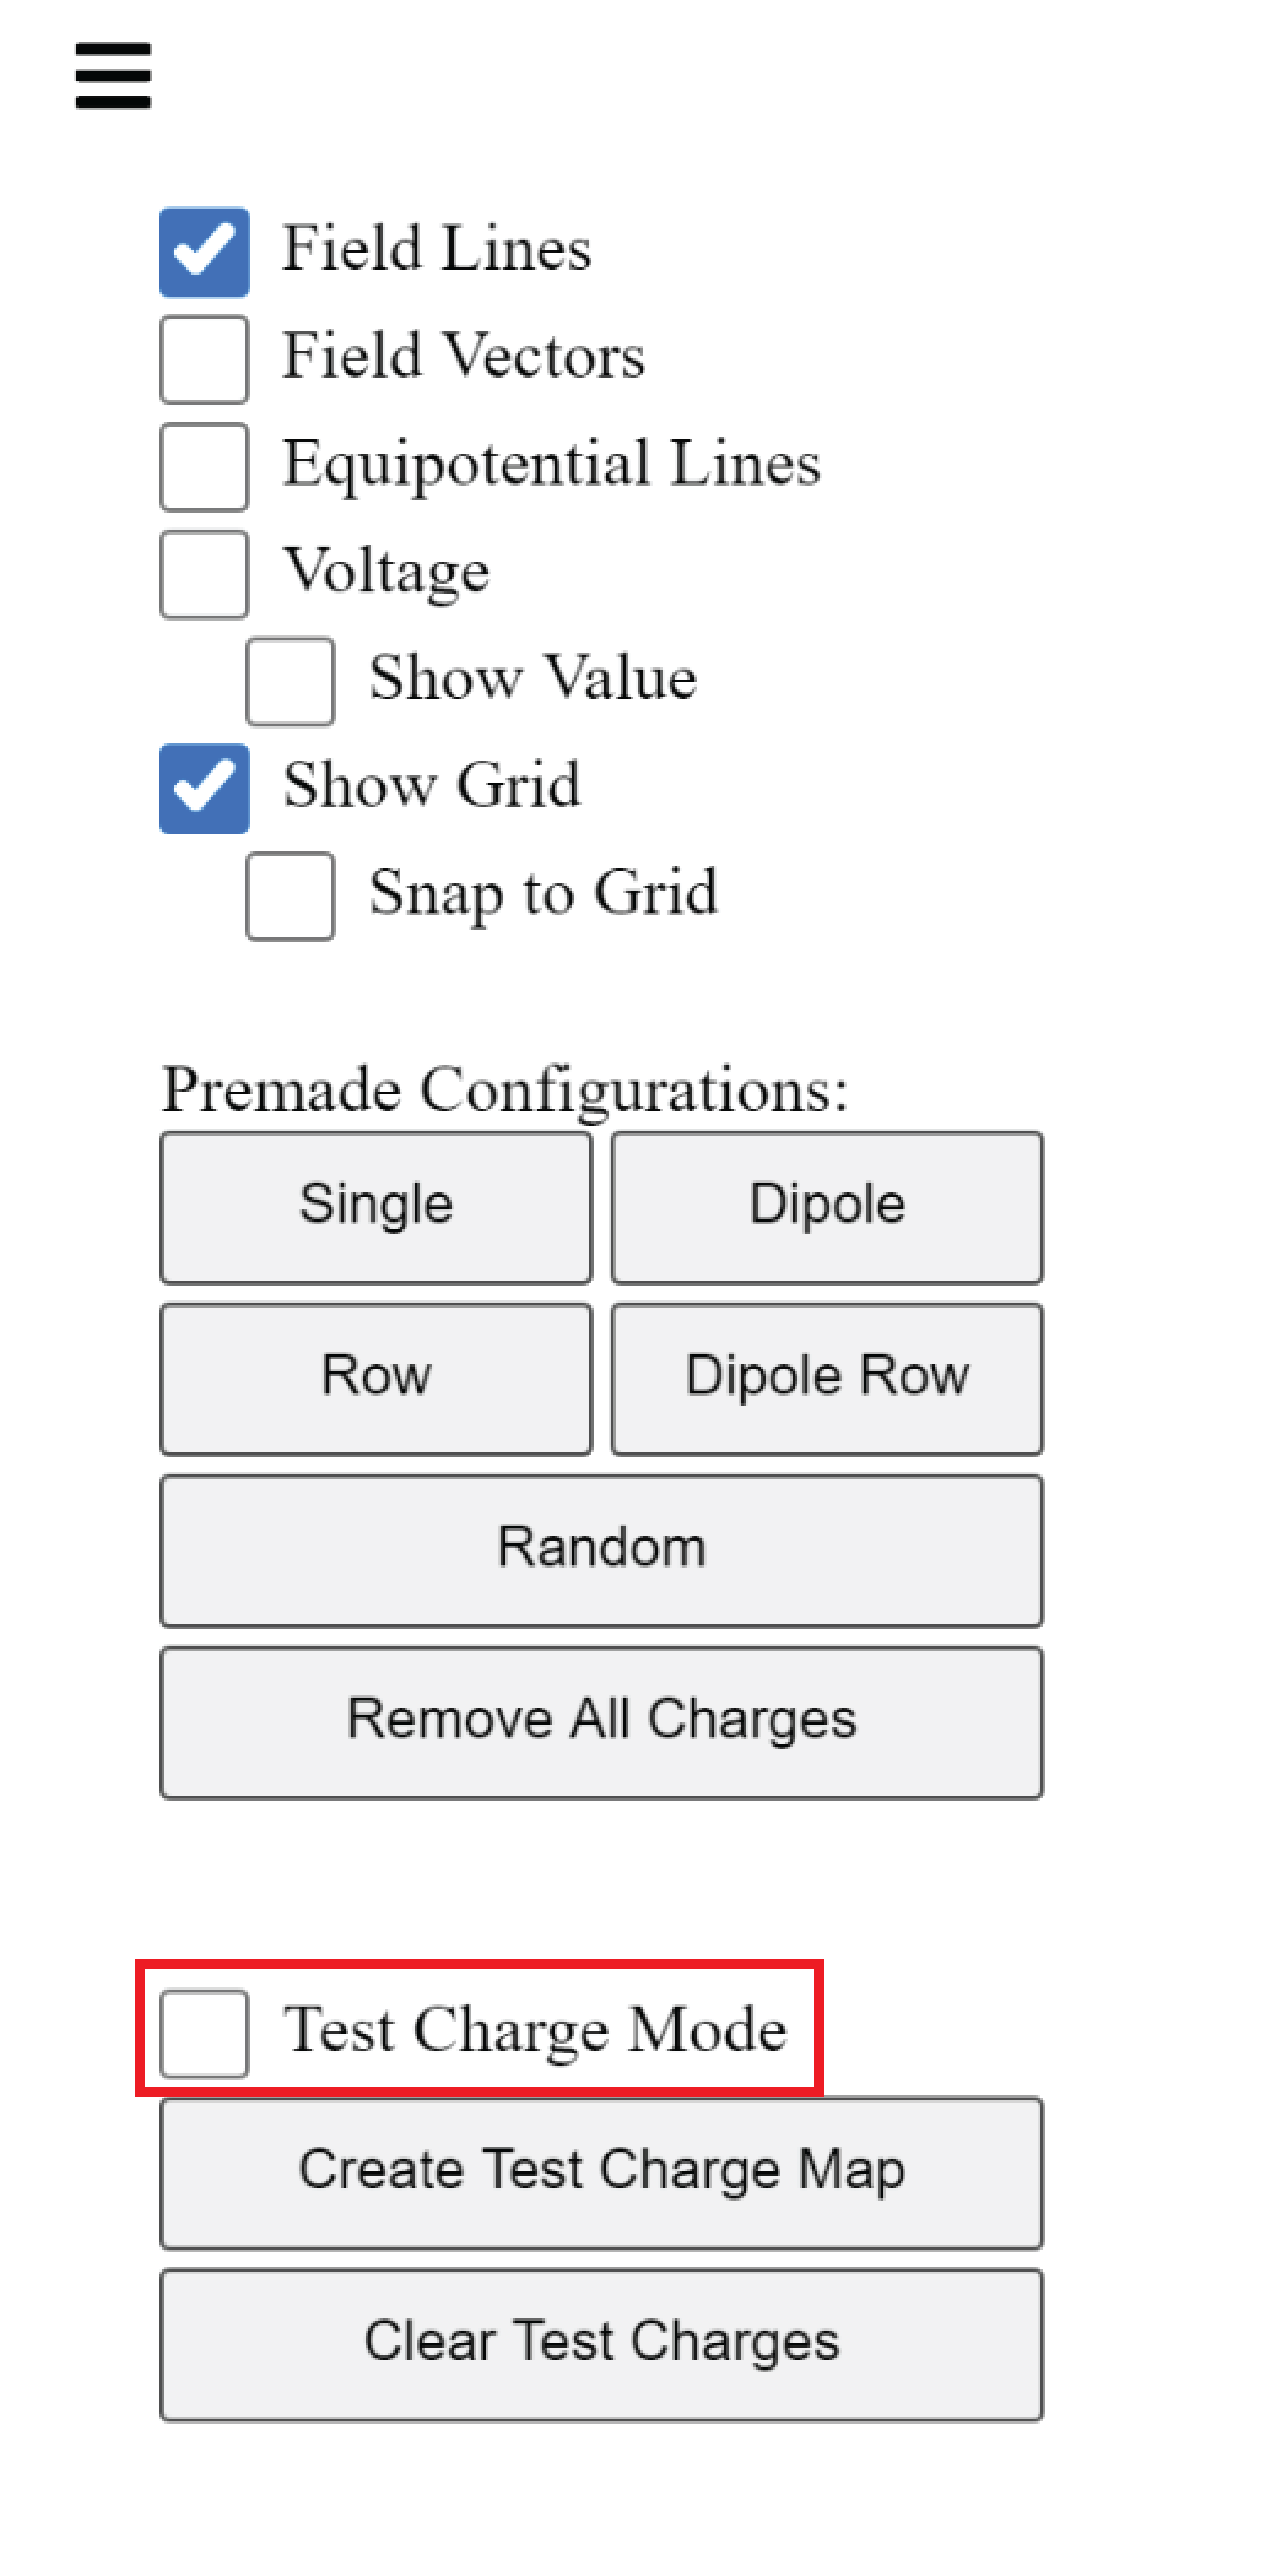 Field Lines
Field Vectors
Equipotential Lines
Voltage
Show Value
Show Grid
Snap to Grid
Premade Configurations:
Single Dipole
Row Dipole Row
Random
Remove All Charges
Test Charge Mode
Create Test Charge Map
Clear Test Charges